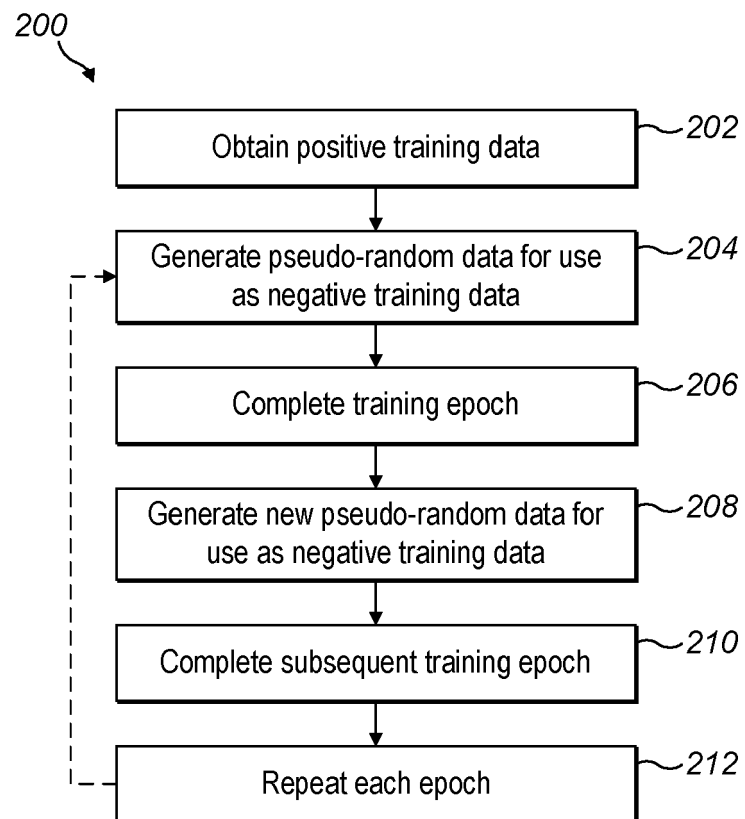 200
Obtain positive training data
202
Generate pseudo-random data for use
as negative training data
204
Complete training epoch
206
Generate new pseudo-random data for
use as negative training data
208
Complete subsequent training epoch
210
Repeat each epoch
212